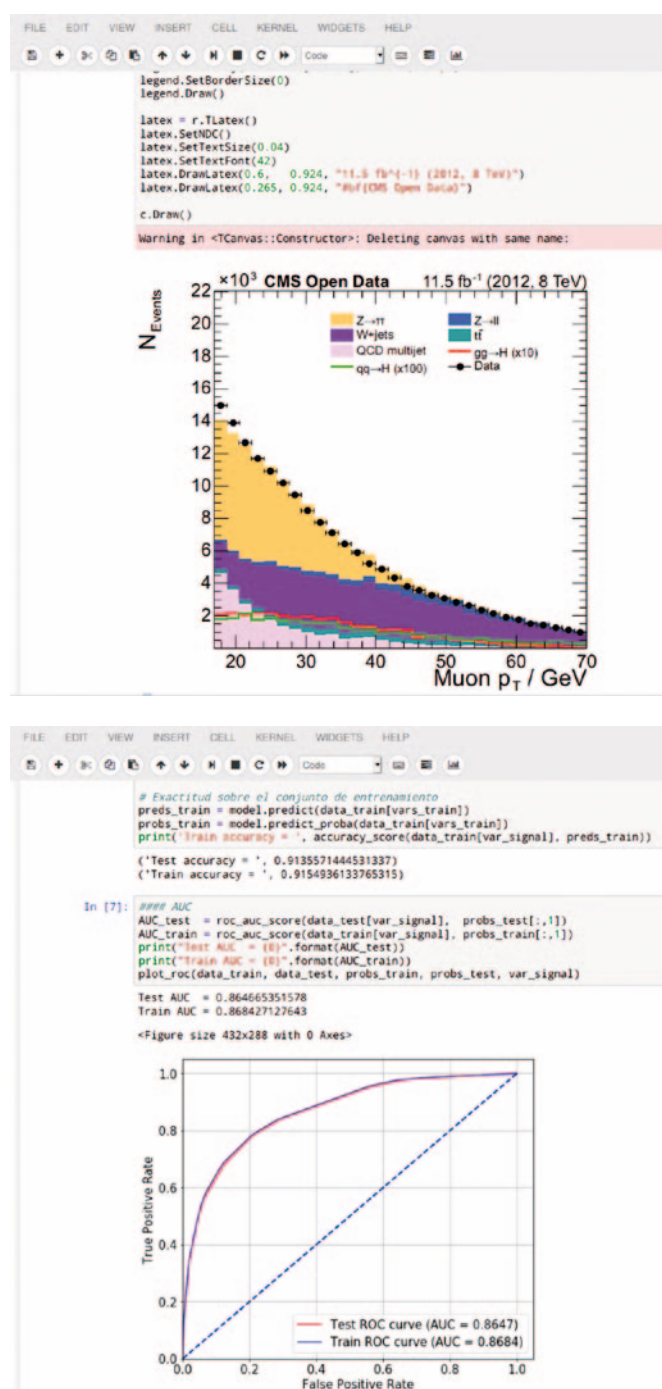 FILE EDIT VIEW INSERT CELL KERNEL WIDGETS HELP
Code
legend.SetBorderSize(0)
legend.Draw()
latex = r.TLatex()
latex.SetNDC()
latex.SetTextSize(0.04)
latex.SetTextFont(42)
latex.DrawLatex(0.6, 0.924, "11.5 fb^{-1} (2012, 8 TeV)")
latex.DrawLatex(0.265, 0.924, "#bf{CMS Open Data}")
c.Draw()
Warning in <TCanvas::Constructor>: Deleting canvas with same name:
×10³ CMS Open Data 11.5 fb⁻¹ (2012, 8 TeV)
N Events
22
20
18
16
14
12
10
8
6
4
2
Z→ττ Z→ll
W+jets tt̄
QCD multijet gg→H (x10)
qq→H (x100) Data
20 30 40 50 60 70
Muon p_T / GeV
FILE EDIT VIEW INSERT CELL KERNEL WIDGETS HELP
Code
# Exactitud sobre el conjunto de entrenamiento
preds_train = model.predict(data_train[vars_train])
probs_train = model.predict_proba(data_train[vars_train])
print('Train accuracy = ', accuracy_score(data_train[var_signal], preds_train))
('Test accuracy = ', 0.9135571444531337)
('Train accuracy = ', 0.9154936133765315)
In [7]: #### AUC
AUC_test = roc_auc_score(data_test[var_signal], probs_test[:,1])
AUC_train = roc_auc_score(data_train[var_signal], probs_train[:,1])
print("Test AUC = {0}".format(AUC_test))
print("Train AUC = {0}".format(AUC_train))
plot_roc(data_train, data_test, probs_train, probs_test, var_signal)
Test AUC = 0.864665351578
Train AUC = 0.868427127643
<Figure size 432x288 with 0 Axes>
True Positive Rate
1.0
0.8
0.6
0.4
0.2
0.0
Test ROC curve (AUC = 0.8647)
Train ROC curve (AUC = 0.8684)
0.0 0.2 0.4 0.6 0.8 1.0
False Positive Rate